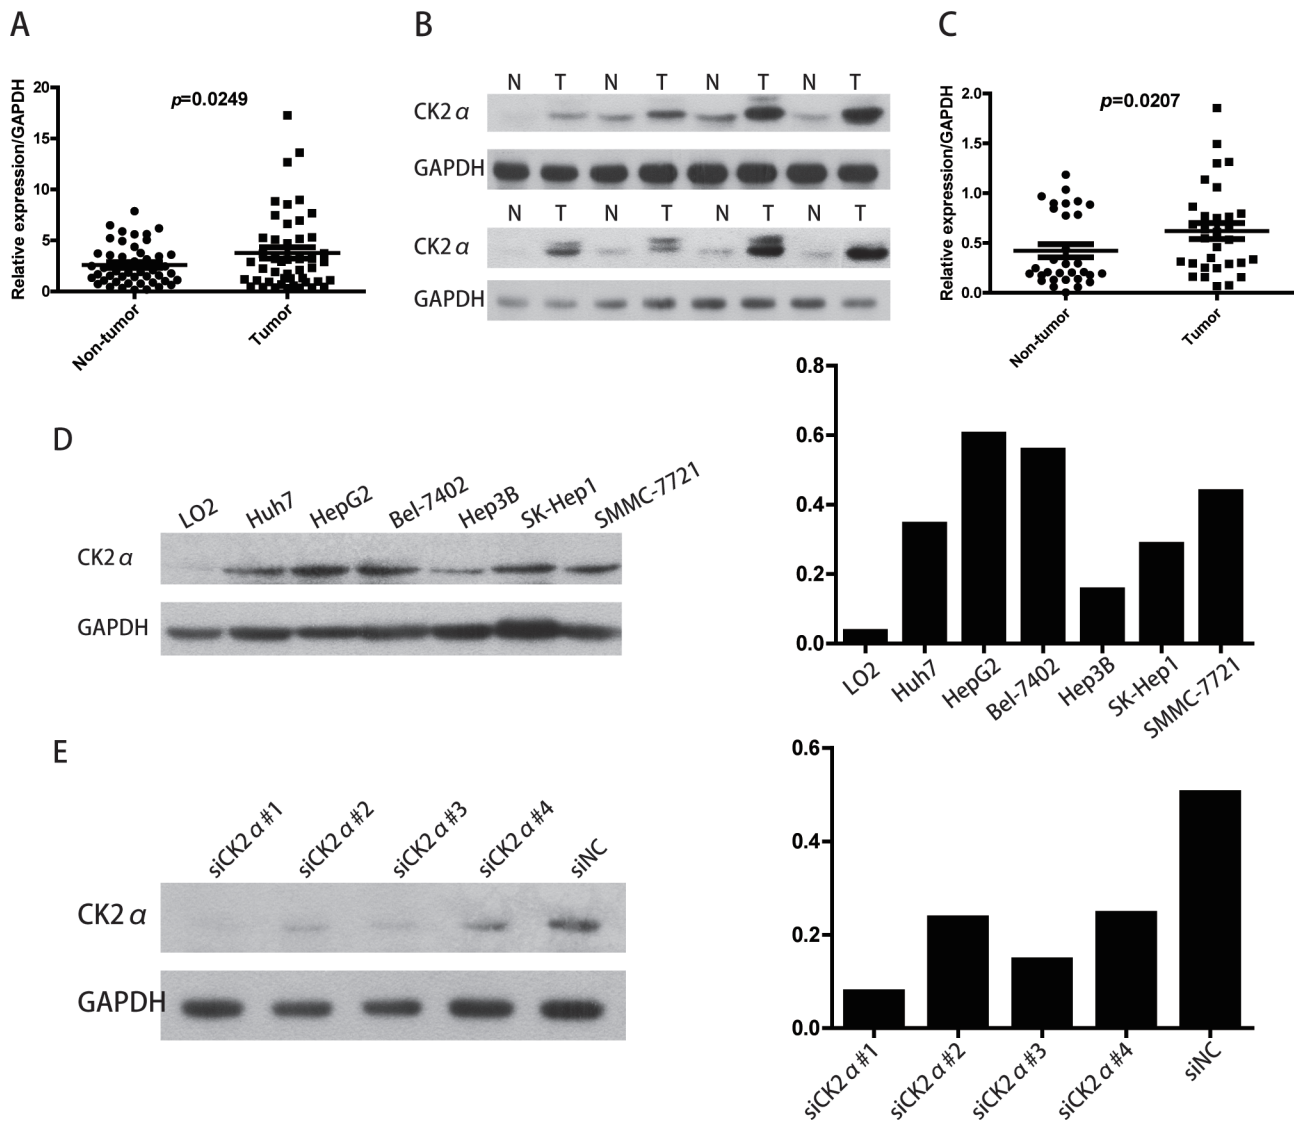 A
B
C
Relative expression/GAPDH
20
15
10
5
0
p=0.0249
Non-tumor
Tumor
N T N T N T N T
CK2α
GAPDH
N T N T N T N T
CK2α
GAPDH
Relative expression/GAPDH
2.0
1.5
1.0
0.5
0.0
p=0.0207
Non-tumor
Tumor
D
LO2 Huh7 HepG2 Bel-7402 Hep3B SK-Hep1 SMMC-7721
CK2α
GAPDH
0.8
0.6
0.4
0.2
0.0
LO2 Huh7 HepG2 Bel-7402 Hep3B SK-Hep1 SMMC-7721
E
siCK2α#1 siCK2α#2 siCK2α#3 siCK2α#4 siNC
CK2α
GAPDH
0.6
0.4
0.2
0.0
siCK2α#1 siCK2α#2 siCK2α#3 siCK2α#4 siNC